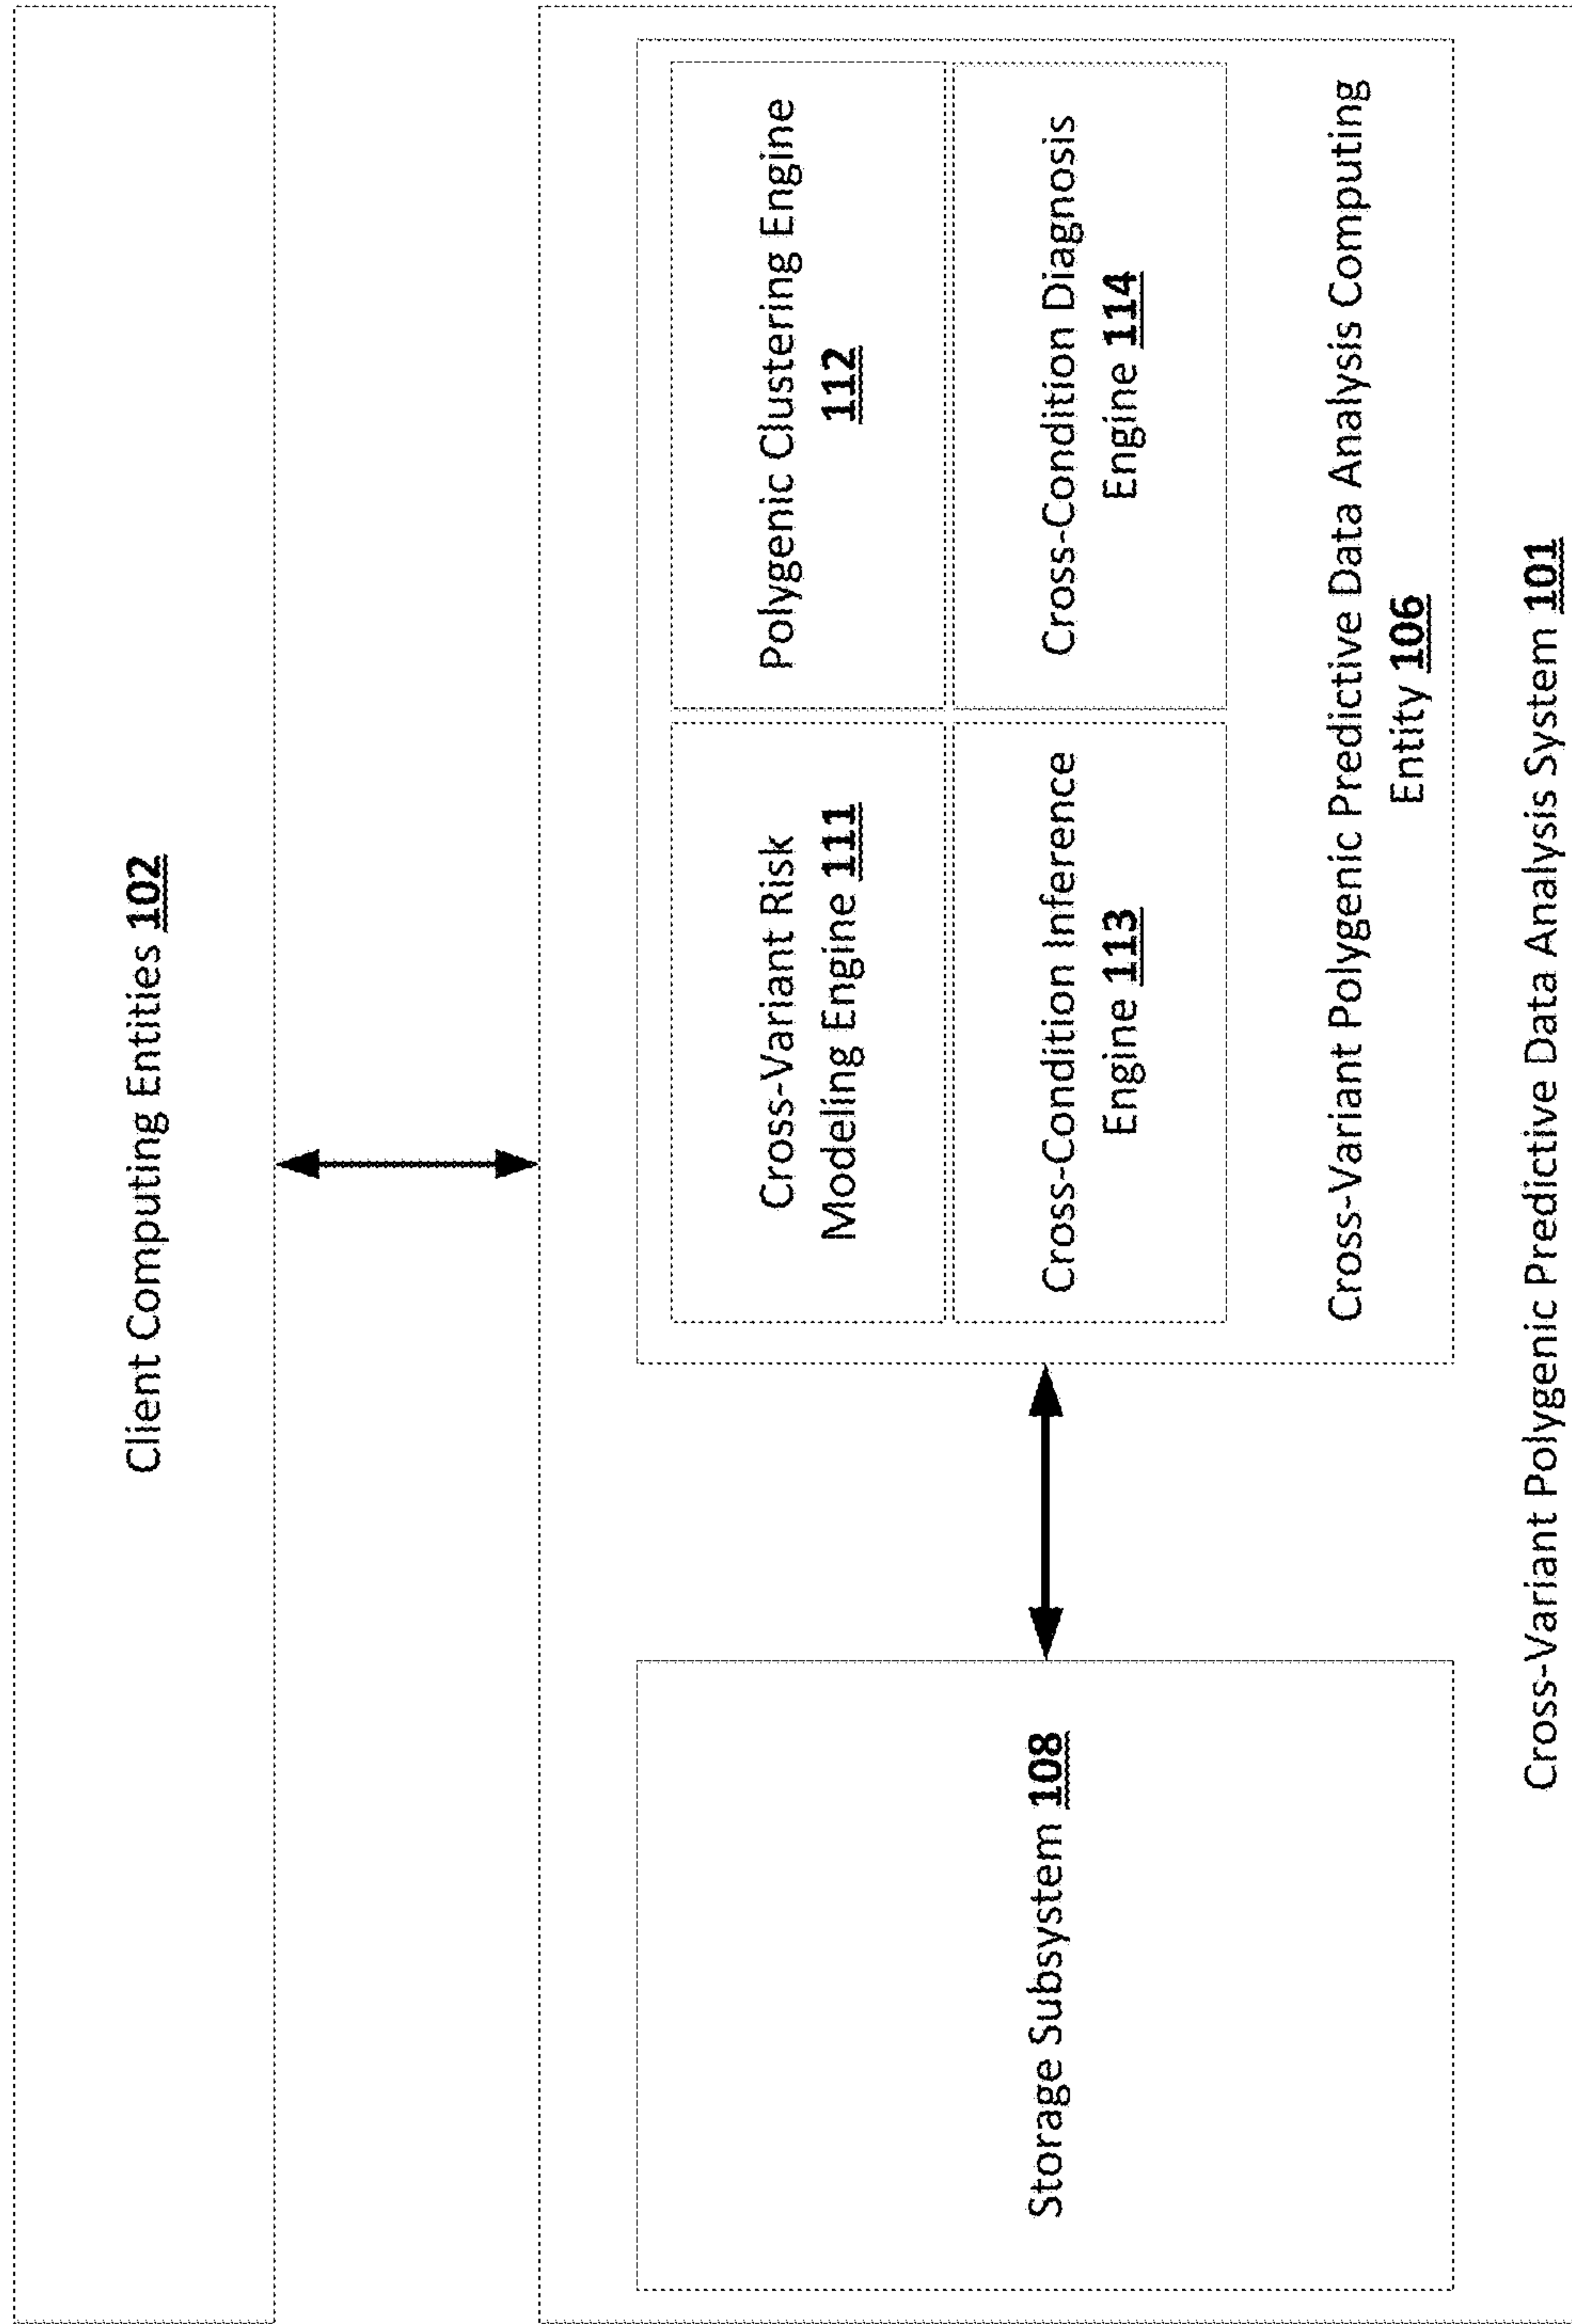 Client Computing Entities 102
Storage Subsystem 108
Cross-Variant Risk
Modeling Engine 111
Polygenic Clustering Engine
112
Cross-Condition Inference
Engine 113
Cross-Condition Diagnosis
Engine 114
Cross-Variant Polygenic Predictive Data Analysis Computing
Entity 106
Cross-Variant Polygenic Predictive Data Analysis System 101